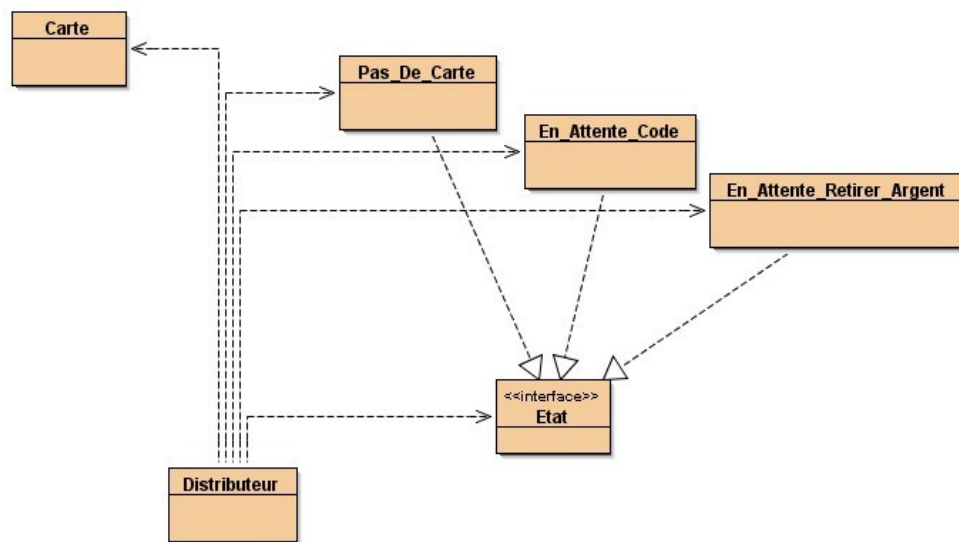 Carte
Pas_De_Carte
En_Attente_Code
En_Attente_Retirer_Argent
<<interface>>
Etat
Distributeur